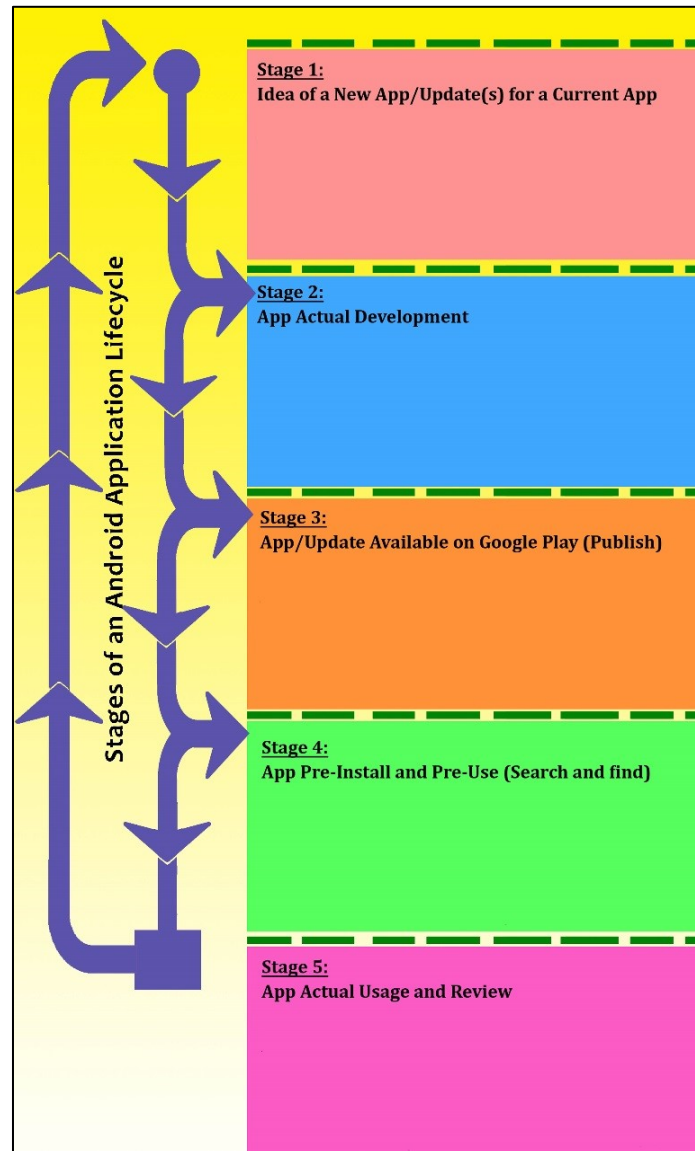 Stages of an Android Application Lifecycle
Stage 1:
Idea of a New App/Update(s) for a Current App
Stage 2:
App Actual Development
Stage 3:
App/Update Available on Google Play (Publish)
Stage 4:
App Pre-Install and Pre-Use (Search and find)
Stage 5:
App Actual Usage and Review